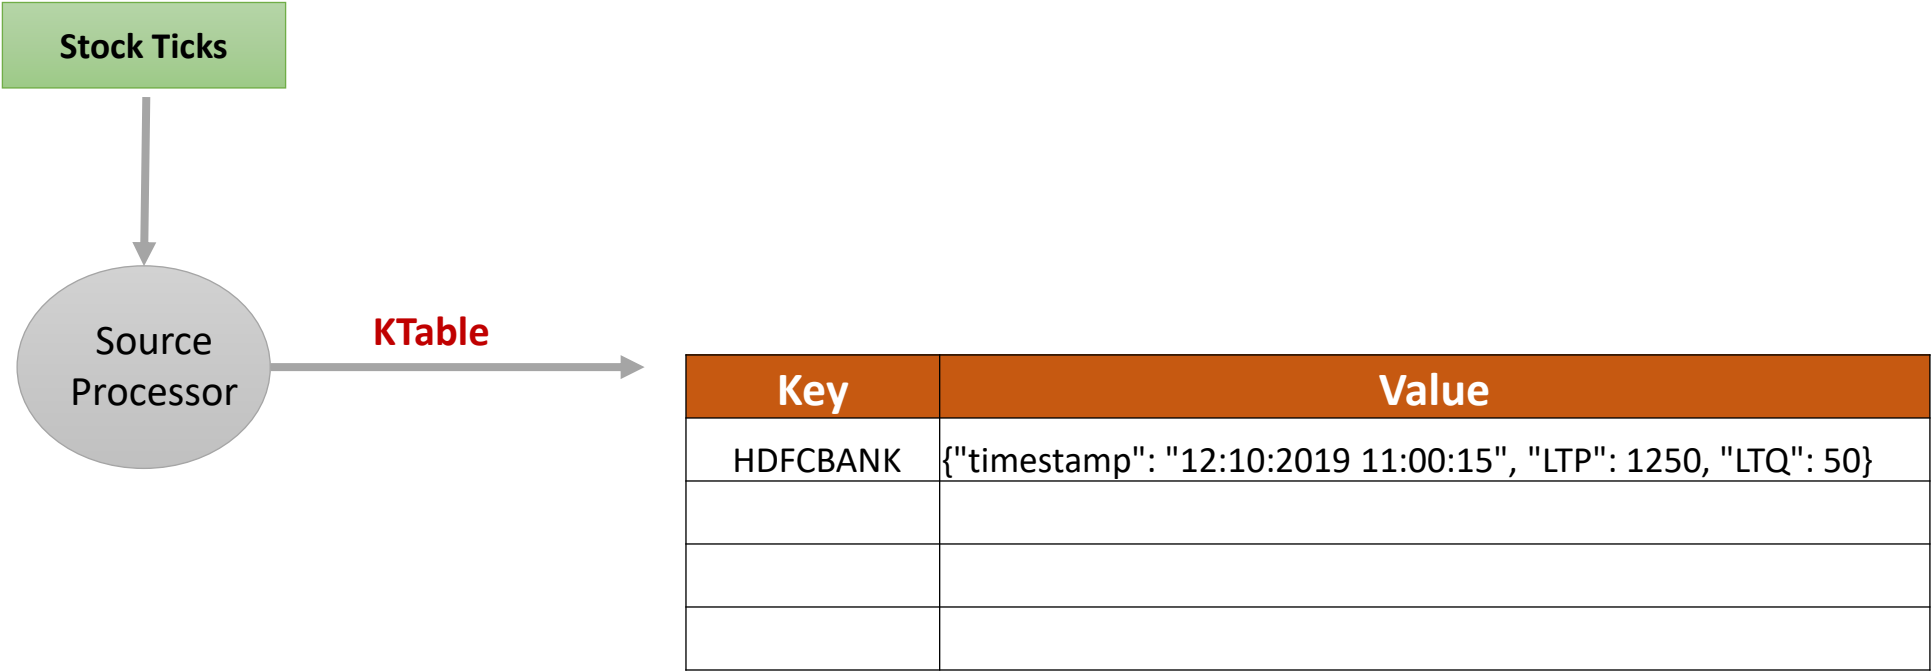 Stock Ticks
Source
Processor
KTable
Key Value
HDFCBANK {"timestamp": "12:10:2019 11:00:15", "LTP": 1250, "LTQ": 50}